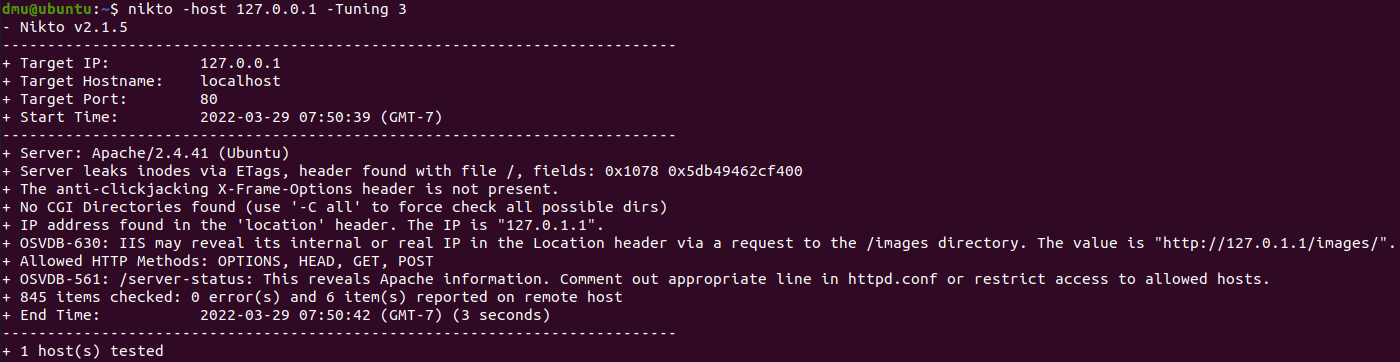 dmu@ubuntu:~$ nikto -host 127.0.0.1 -Tuning 3
- Nikto v2.1.5
---------------------------------------------------------------------------
+ Target IP:          127.0.0.1
+ Target Hostname:    localhost
+ Target Port:        80
+ Start Time:         2022-03-29 07:50:39 (GMT-7)
---------------------------------------------------------------------------
+ Server: Apache/2.4.41 (Ubuntu)
+ Server leaks inodes via ETags, header found with file /, fields: 0x1078 0x5db49462cf400
+ The anti-clickjacking X-Frame-Options header is not present.
+ No CGI Directories found (use '-C all' to force check all possible dirs)
+ IP address found in the 'location' header. The IP is "127.0.1.1".
+ OSVDB-630: IIS may reveal its internal or real IP in the Location header via a request to the /images directory. The value is "http://127.0.1.1/images/".
+ Allowed HTTP Methods: OPTIONS, HEAD, GET, POST
+ OSVDB-561: /server-status: This reveals Apache information. Comment out appropriate line in httpd.conf or restrict access to allowed hosts.
+ 845 items checked: 0 error(s) and 6 item(s) reported on remote host
+ End Time:           2022-03-29 07:50:42 (GMT-7) (3 seconds)
---------------------------------------------------------------------------
+ 1 host(s) tested